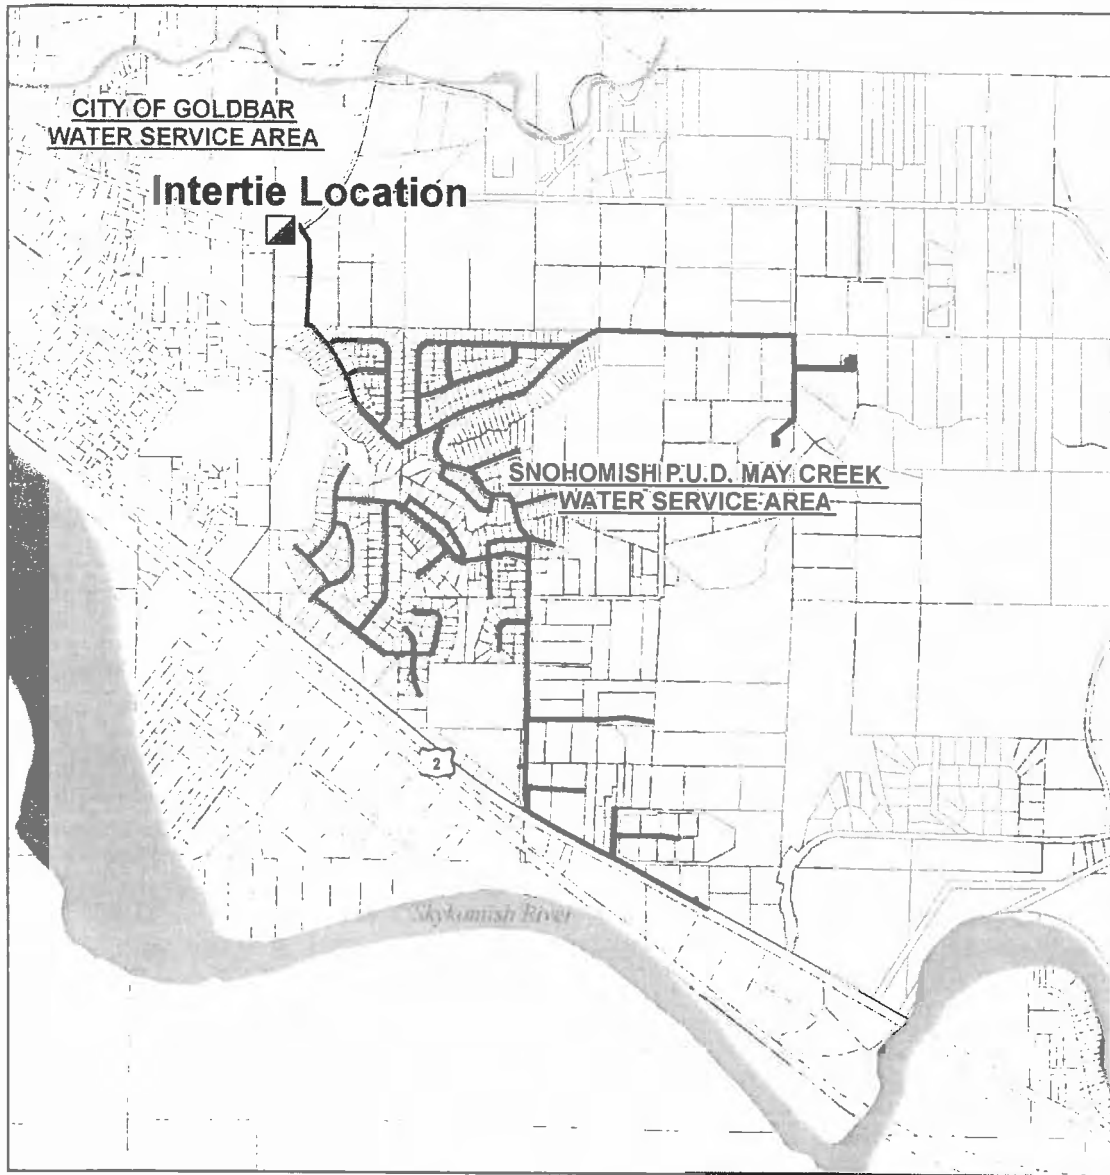 CITY OF GOLDBAR
WATER SERVICE AREA
Intertie Location
SNOHOMISH P.U.D. MAY CREEK
WATER SERVICE AREA
2
Skykomish River